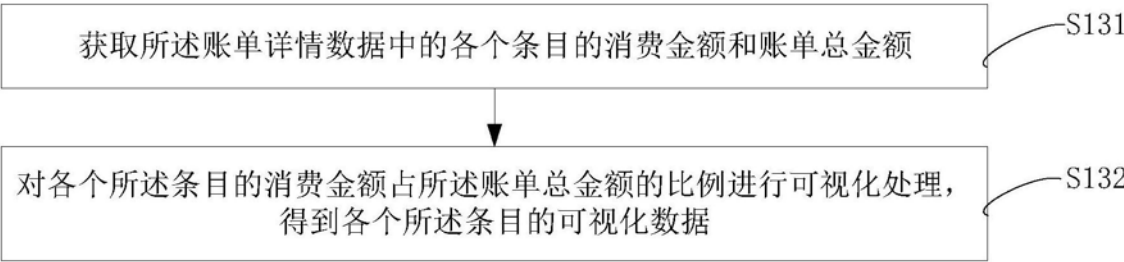 获取所述账单详情数据中的各个条目的消费金额和账单总金额
S131
对各个所述条目的消费金额占所述账单总金额的比例进行可视化处理，
得到各个所述条目的可视化数据
S132